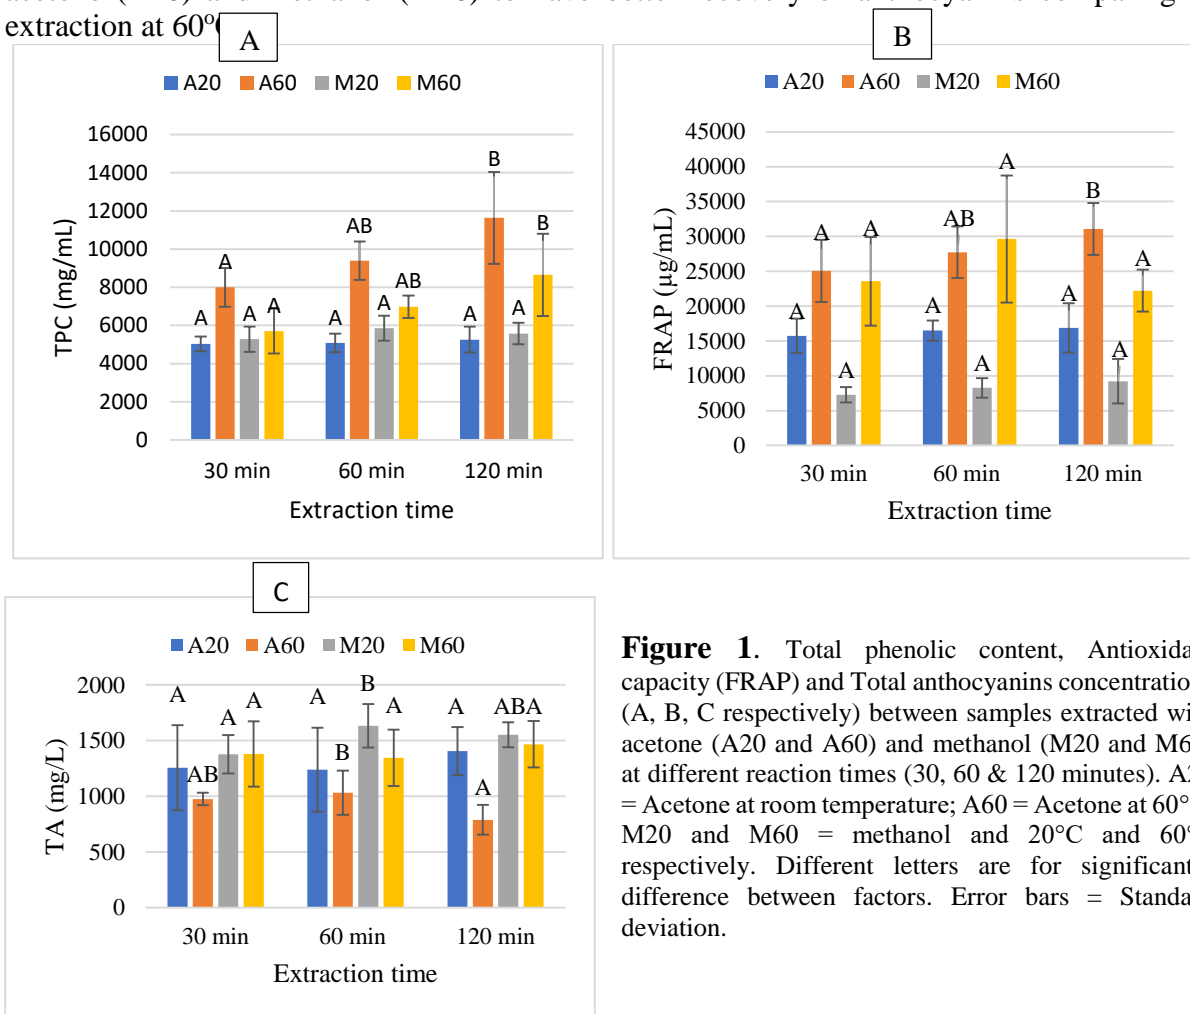 extraction at 60°
A
B
A20 A60 M20 M60
A20 A60 M20 M60
TPC (mg/mL)
16000
14000
12000
10000
8000
6000
4000
2000
0
A A A A
A AB A AB
A B A B
30 min 60 min 120 min
Extraction time
FRAP (µg/mL)
45000
40000
35000
30000
25000
20000
15000
10000
5000
0
A A A A
A AB A A
A B A A
30 min 60 min 120 min
Extraction time
C
A20 A60 M20 M60
TA (mg/L)
2000
1500
1000
500
0
A AB A A
A B B A
A A AB A
30 min 60 min 120 min
Extraction time
Figure 1. Total phenolic content, Antioxida
capacity (FRAP) and Total anthocyanins concentratio
(A, B, C respectively) between samples extracted wi
acetone (A20 and A60) and methanol (M20 and M6
at different reaction times (30, 60 & 120 minutes). A2
= Acetone at room temperature; A60 = Acetone at 60°
M20 and M60 = methanol and 20°C and 60°
respectively. Different letters are for significant
difference between factors. Error bars = Standa
deviation.